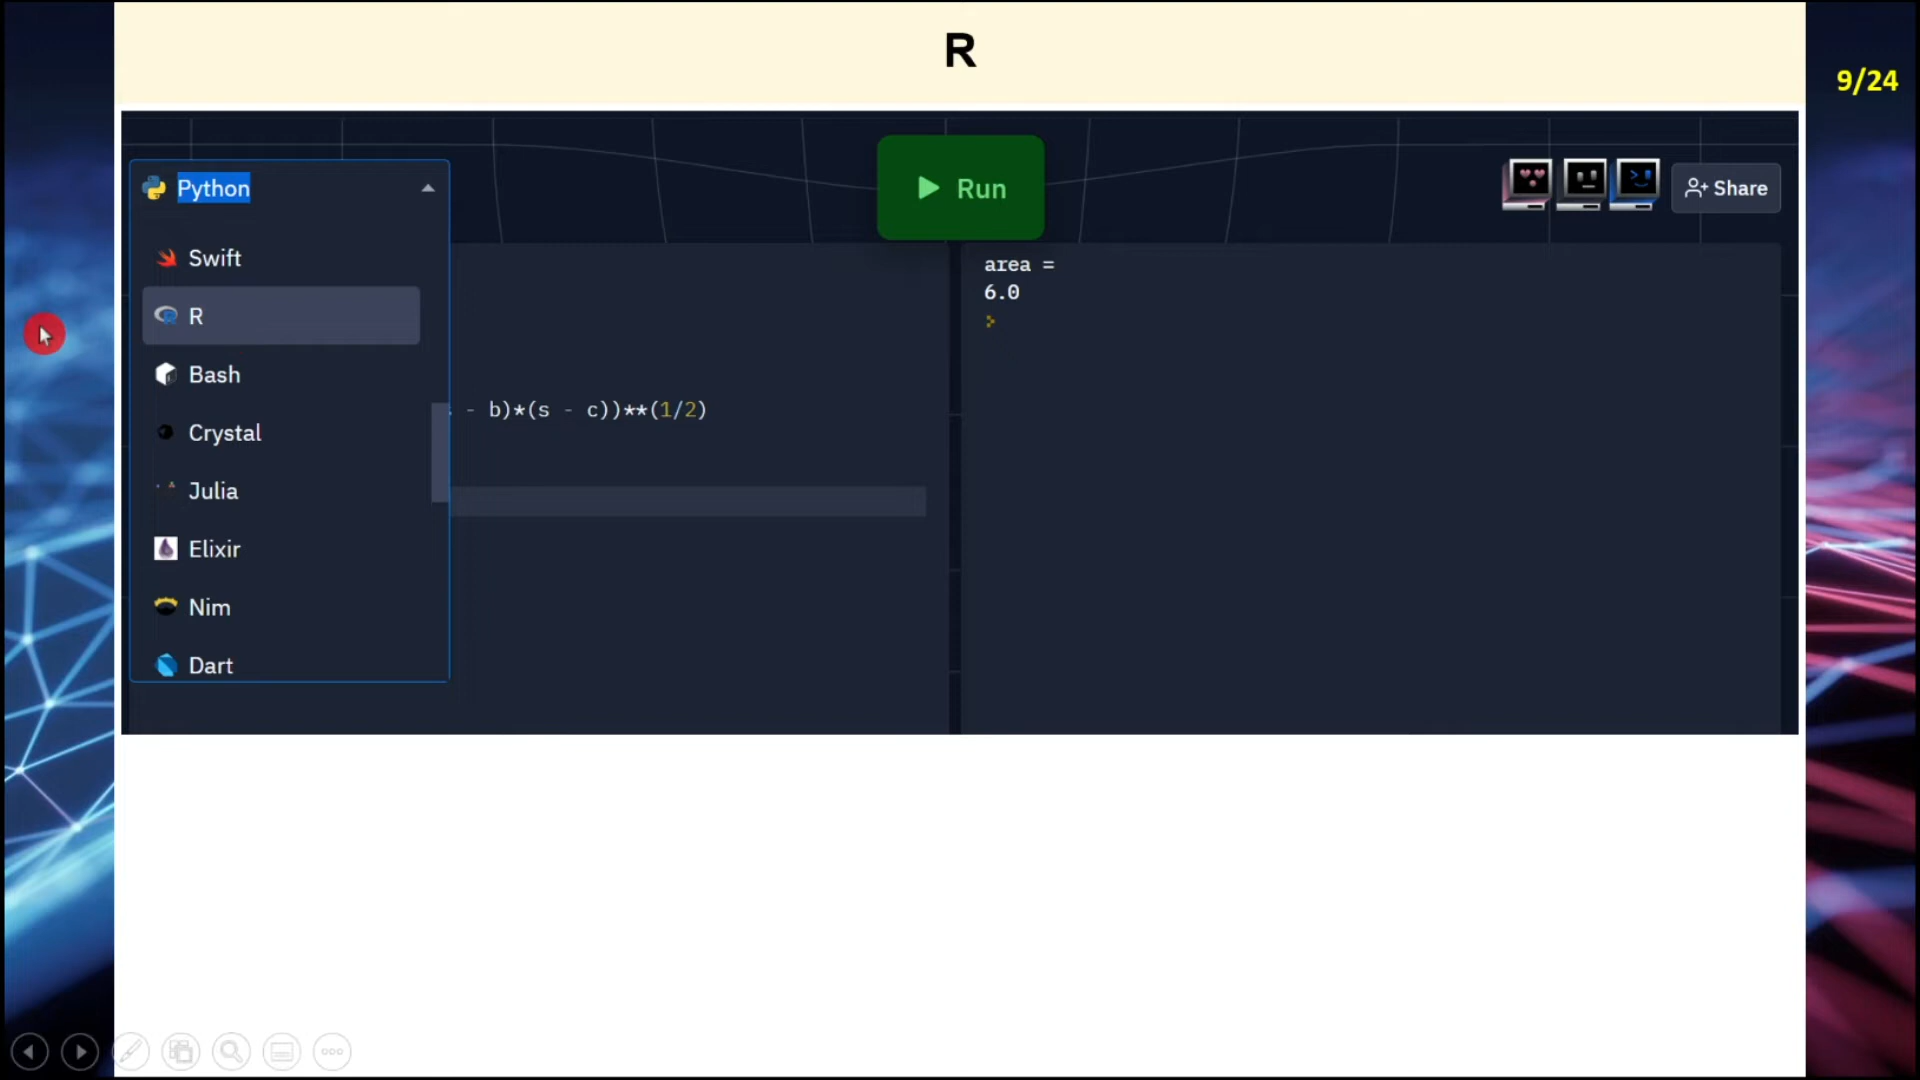 R
9/24
Python
Run
Share
Swift
R
Bash
Crystal
Julia
Elixir
Nim
Dart
- b)*(s - c))**(1/2)
area =
6.0
>